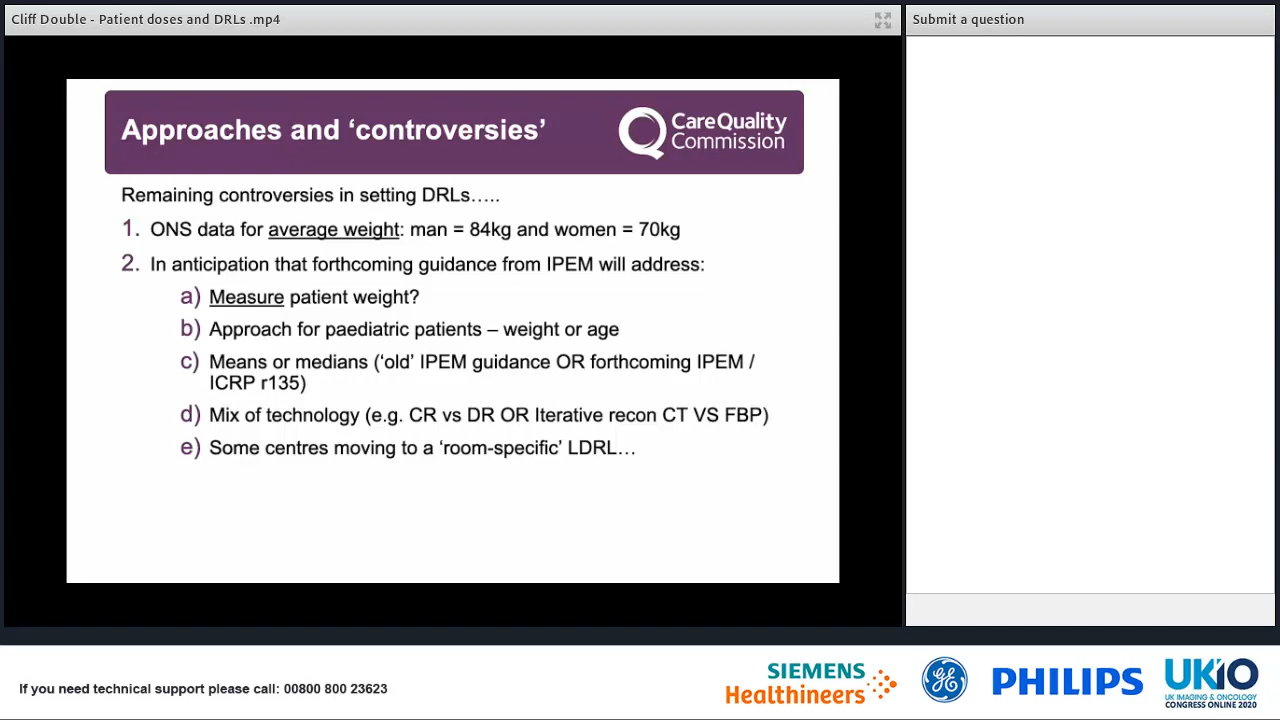 Cliff Double - Patient doses and DRLs .mp4
Submit a question
Approaches and ‘controversies’
CareQuality
Commission
Remaining controversies in setting DRLs…..
1. ONS data for average weight: man = 84kg and women = 70kg
2. In anticipation that forthcoming guidance from IPEM will address:
a) Measure patient weight?
b) Approach for paediatric patients – weight or age
c) Means or medians (‘old’ IPEM guidance OR forthcoming IPEM /
ICRP r135)
d) Mix of technology (e.g. CR vs DR OR Iterative recon CT VS FBP)
e) Some centres moving to a ‘room-specific’ LDRL…
If you need technical support please call: 00800 800 23623
SIEMENS
Healthineers
GE
PHILIPS
UKIO
UK IMAGING & ONCOLOGY
CONGRESS ONLINE 2020